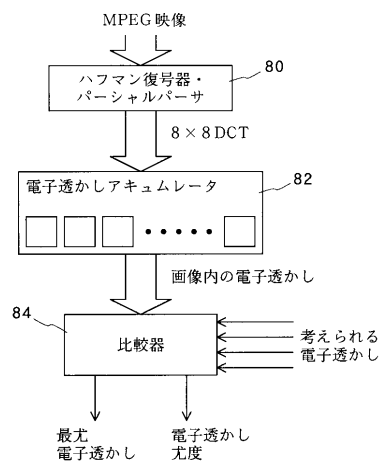 MPEG映像
ハフマン復号器・
パーシャルパーサ
80
8×8DCT
電子透かしアキュムレータ
82
画像内の電子透かし
84
比較器
考えられる
電子透かし
最尤
電子透かし
電子透かし
尤度